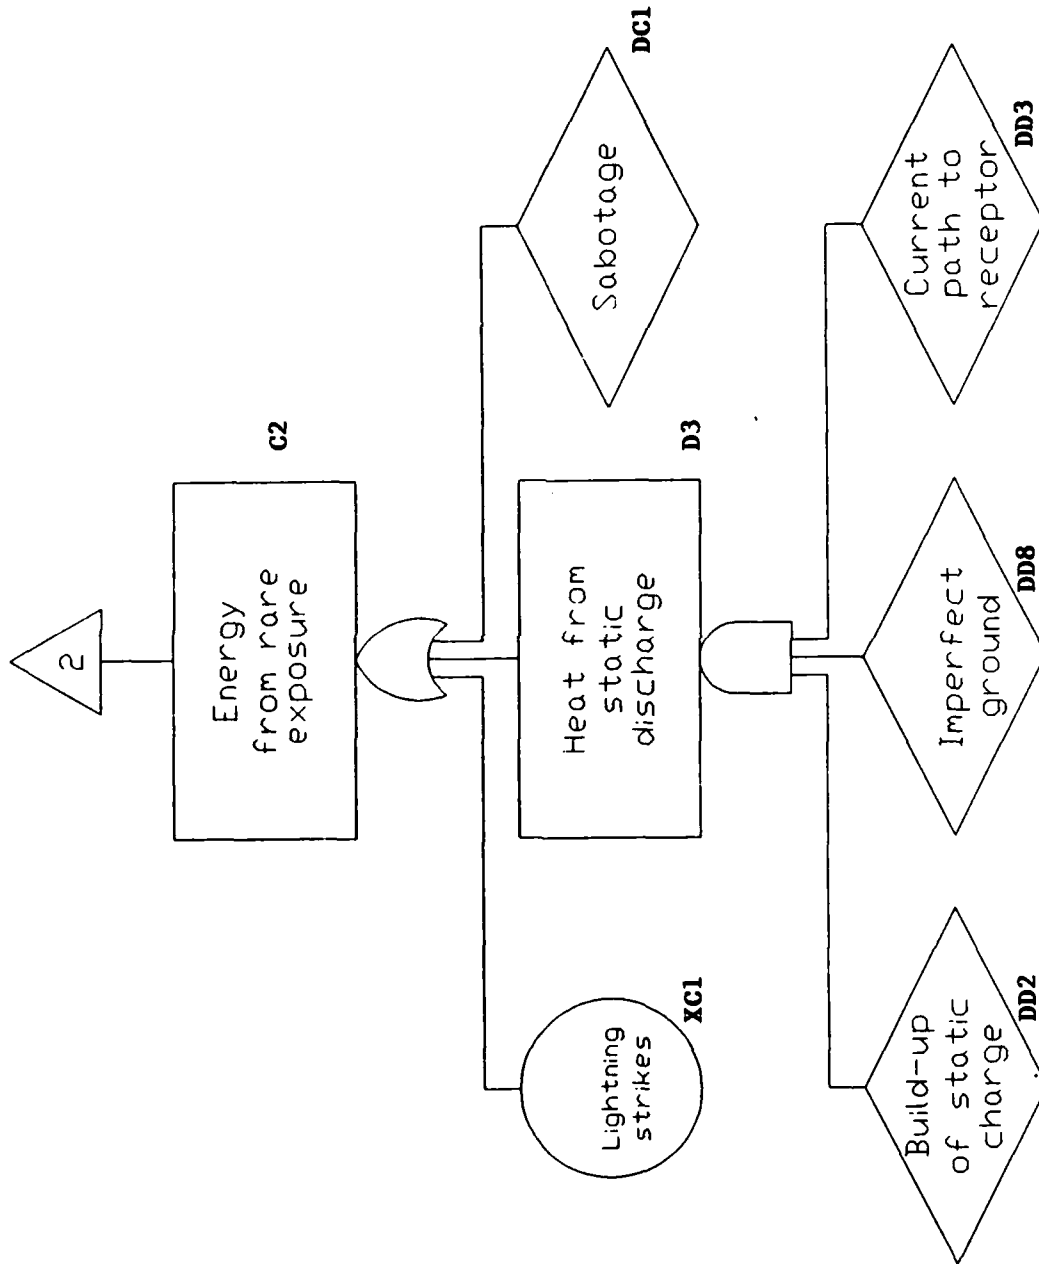 2
Energy
from rare
exposure
C2
Lightning
strikes
XC1
Heat from
static
discharge
D3
Sabotage
DC1
Build-up
of static
charge
DD2
Imperfect
ground
DD8
Current
path to
receptor
DD3